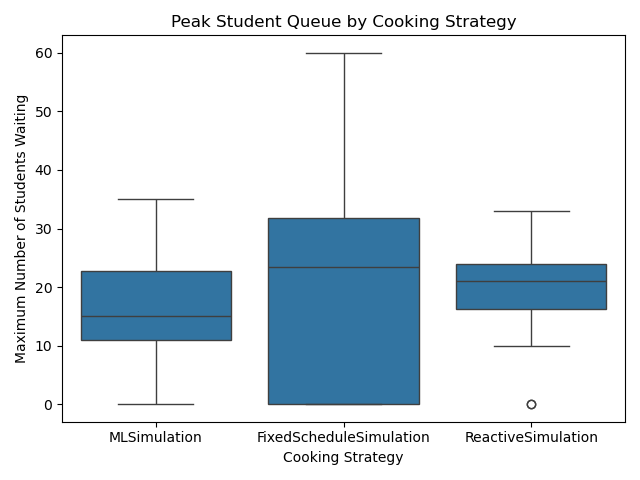 Peak Student Queue by Cooking Strategy
Maximum Number of Students Waiting
60
50
40
30
20
10
0
MLSimulation FixedScheduleSimulation ReactiveSimulation
Cooking Strategy